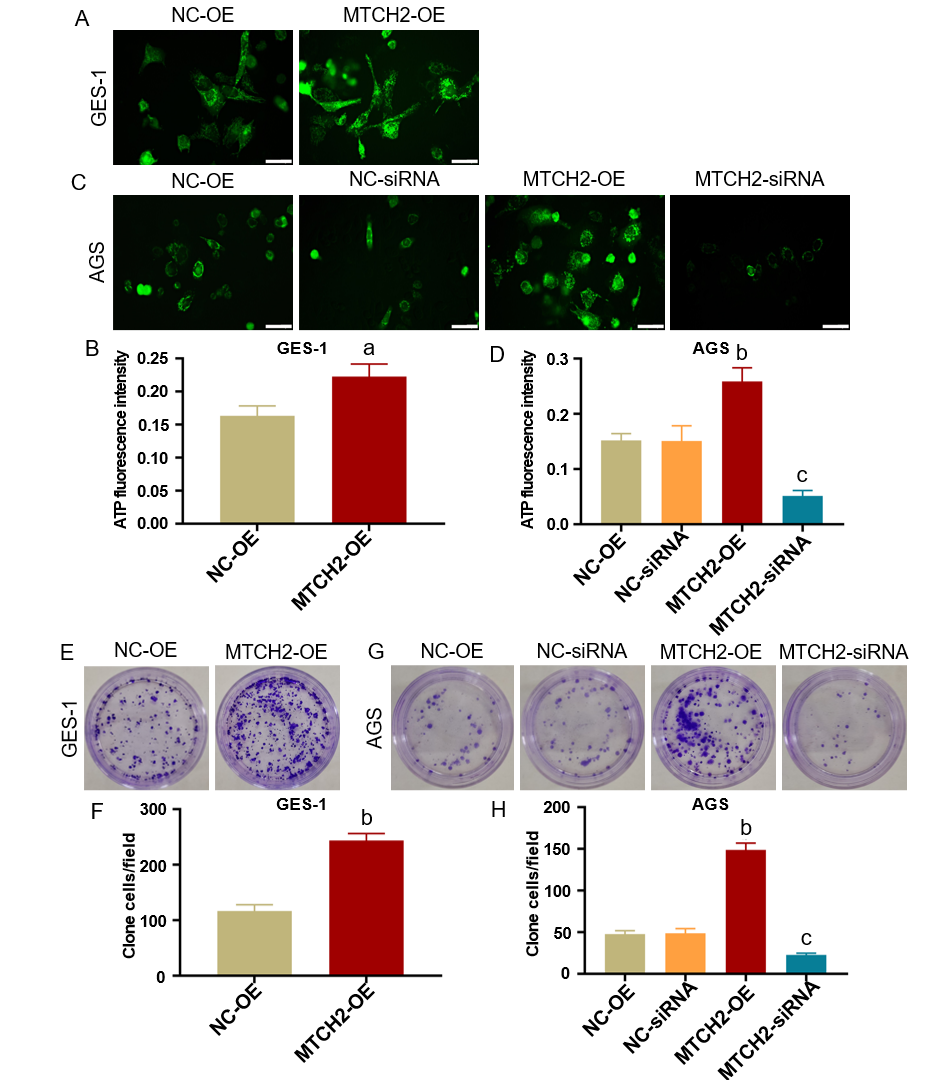 A
NC-OE
MTCH2-OE
GES-1
C
NC-OE
NC-siRNA
MTCH2-OE
MTCH2-siRNA
AGS
B
GES-1
a
ATP fluorescence intensity
0.25
0.20
0.15
0.10
0.05
0.00
NC-OE
MTCH2-OE
D
AGS
b
c
ATP fluorescence intensity
0.3
0.2
0.1
0.0
NC-OE
NC-siRNA
MTCH2-OE
MTCH2-siRNA
E
NC-OE
MTCH2-OE
GES-1
G
NC-OE
NC-siRNA
MTCH2-OE
MTCH2-siRNA
AGS
F
GES-1
b
Clone cells/field
300
200
100
0
NC-OE
MTCH2-OE
H
AGS
b
c
Clone cells/field
200
150
100
50
0
NC-OE
NC-siRNA
MTCH2-OE
MTCH2-siRNA